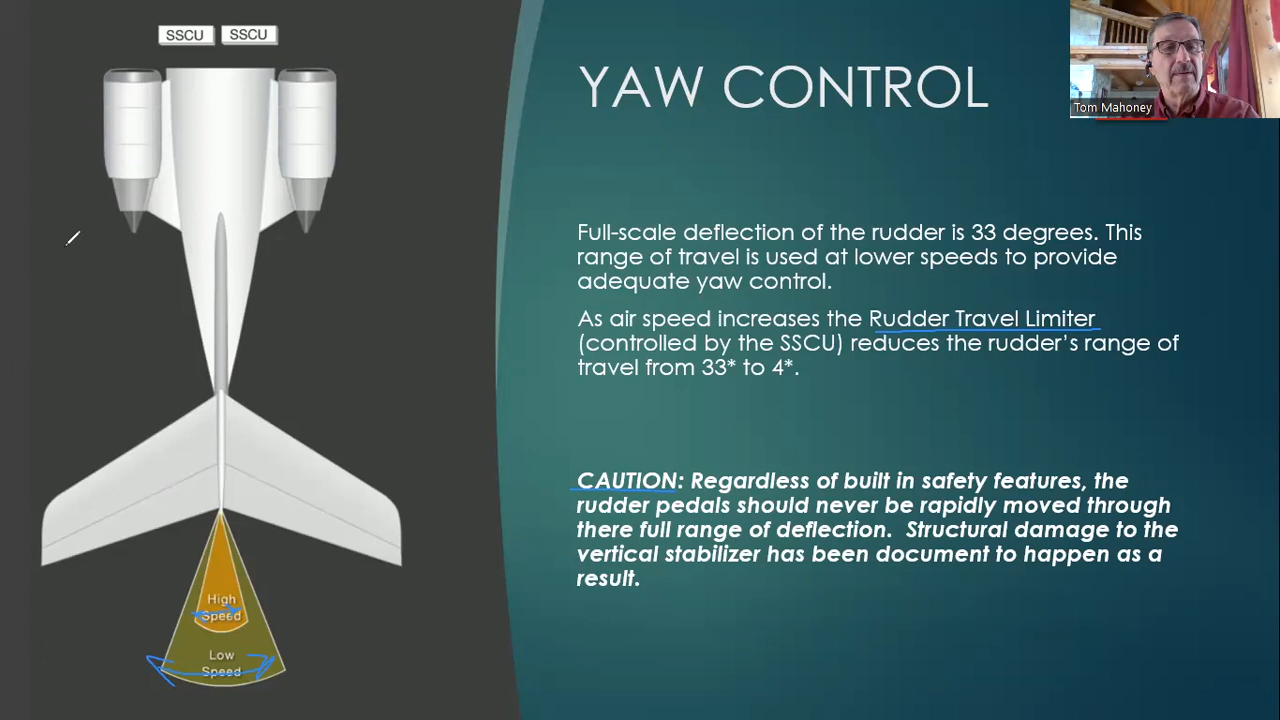 SSCU SSCU
YAW CONTROL
Tom Mahoney
Full-scale deflection of the rudder is 33 degrees. This
range of travel is used at lower speeds to provide
adequate yaw control.
As air speed increases the Rudder Travel Limiter
(controlled by the SSCU) reduces the rudder's range of
travel from 33* to 4*.
CAUTION: Regardless of built in safety features, the
rudder pedals should never be rapidly moved through
there full range of deflection. Structural damage to the
vertical stabilizer has been document to happen as a
result.
High
Speed
Low
Speed